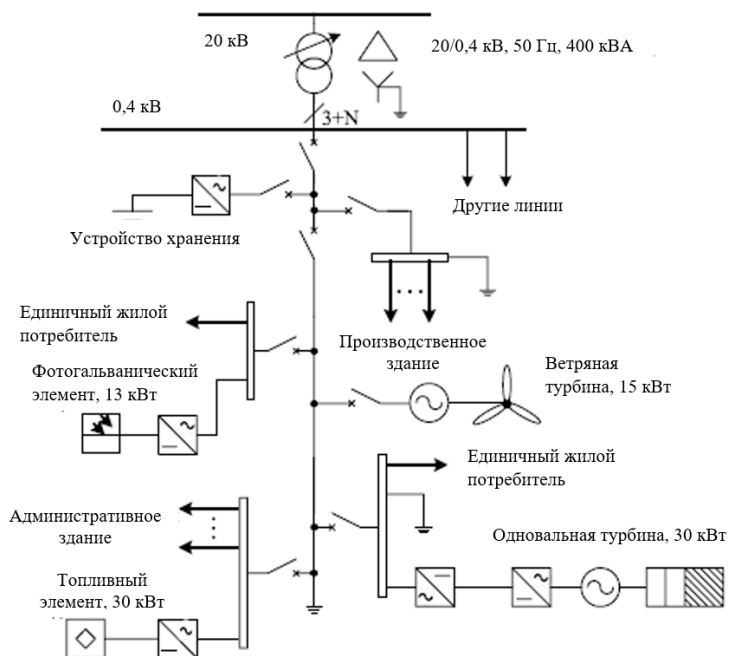 20 кВ
20/0,4 кВ, 50 Гц, 400 кВА
0,4 кВ
3+N
Другие линии
Устройство хранения
Единичный жилой
потребитель
Производственное
здание
Ветряная
турбина, 15 кВт
Фотогальванический
элемент, 13 кВт
Единичный жилой
потребитель
Административное
здание
Одновальная турбина, 30 кВт
Топливный
элемент, 30 кВт